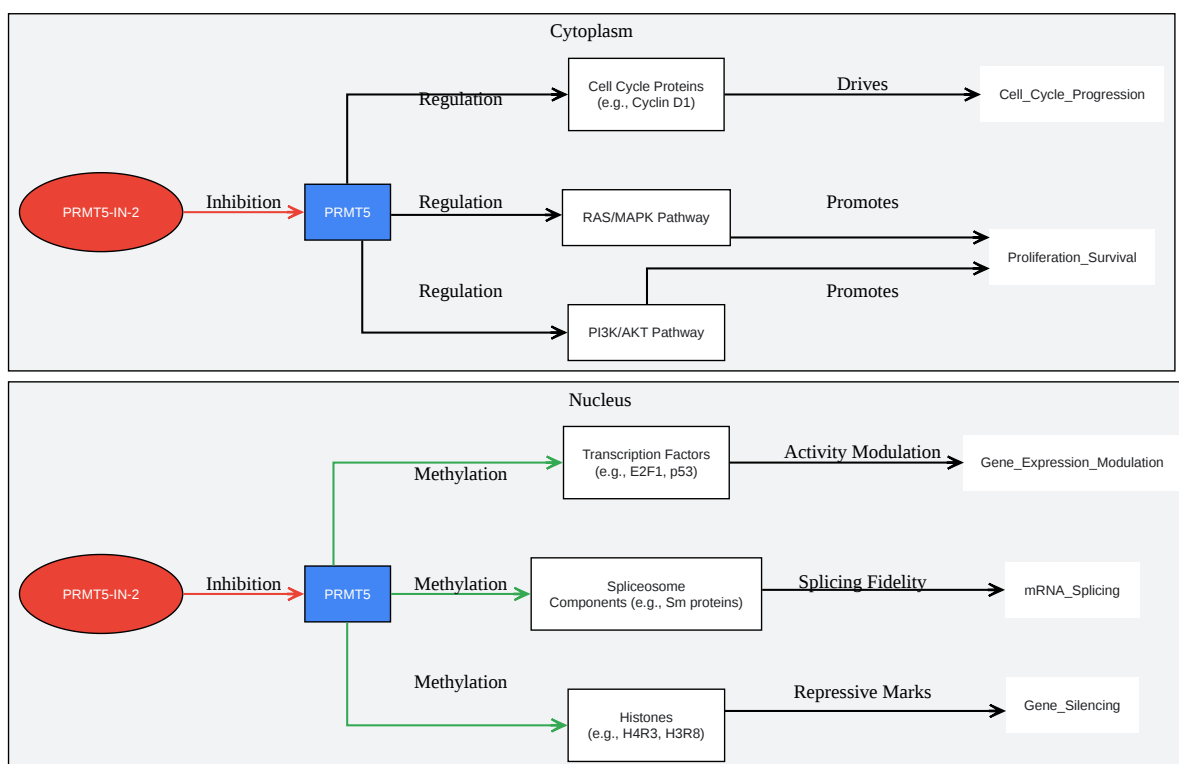 Cytoplasm
Cell Cycle Proteins
(e.g., Cyclin D1)
Regulation
Drives
Cell_Cycle_Progression
PRMT5-IN-2
Inhibition
PRMT5
Regulation
RAS/MAPK Pathway
Promotes
Proliferation_Survival
Regulation
PI3K/AKT Pathway
Promotes
Nucleus
Methylation
Transcription Factors
(e.g., E2F1, p53)
Activity Modulation
Gene_Expression_Modulation
PRMT5-IN-2
Inhibition
PRMT5
Methylation
Spliceosome
Components (e.g., Sm proteins)
Splicing Fidelity
mRNA_Splicing
Methylation
Histones
(e.g., H4R3, H3R8)
Repressive Marks
Gene_Silencing